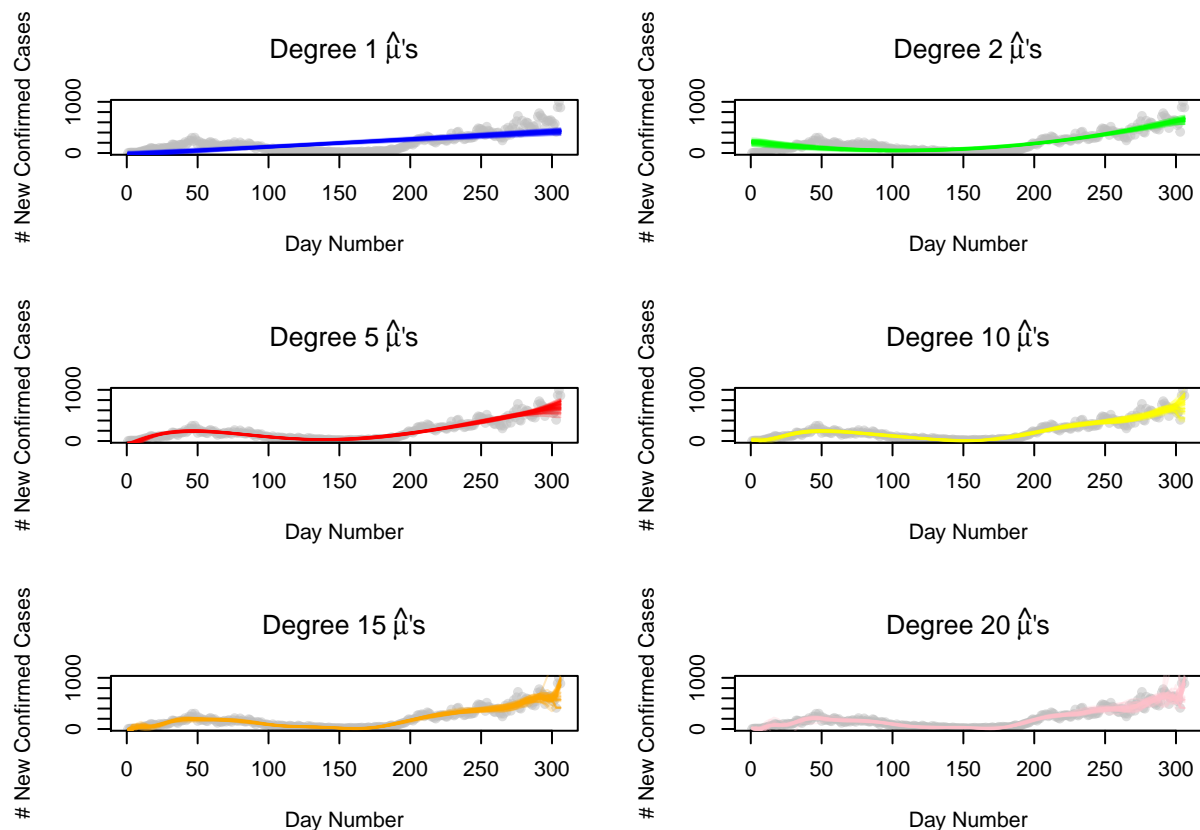 Degree 1 μ̂'s
# New Confirmed Cases
0 1000
0 50 100 150 200 250 300
Day Number
Degree 2 μ̂'s
# New Confirmed Cases
0 1000
0 50 100 150 200 250 300
Day Number
Degree 5 μ̂'s
# New Confirmed Cases
0 1000
0 50 100 150 200 250 300
Day Number
Degree 10 μ̂'s
# New Confirmed Cases
0 1000
0 50 100 150 200 250 300
Day Number
Degree 15 μ̂'s
# New Confirmed Cases
0 1000
0 50 100 150 200 250 300
Day Number
Degree 20 μ̂'s
# New Confirmed Cases
0 1000
0 50 100 150 200 250 300
Day Number